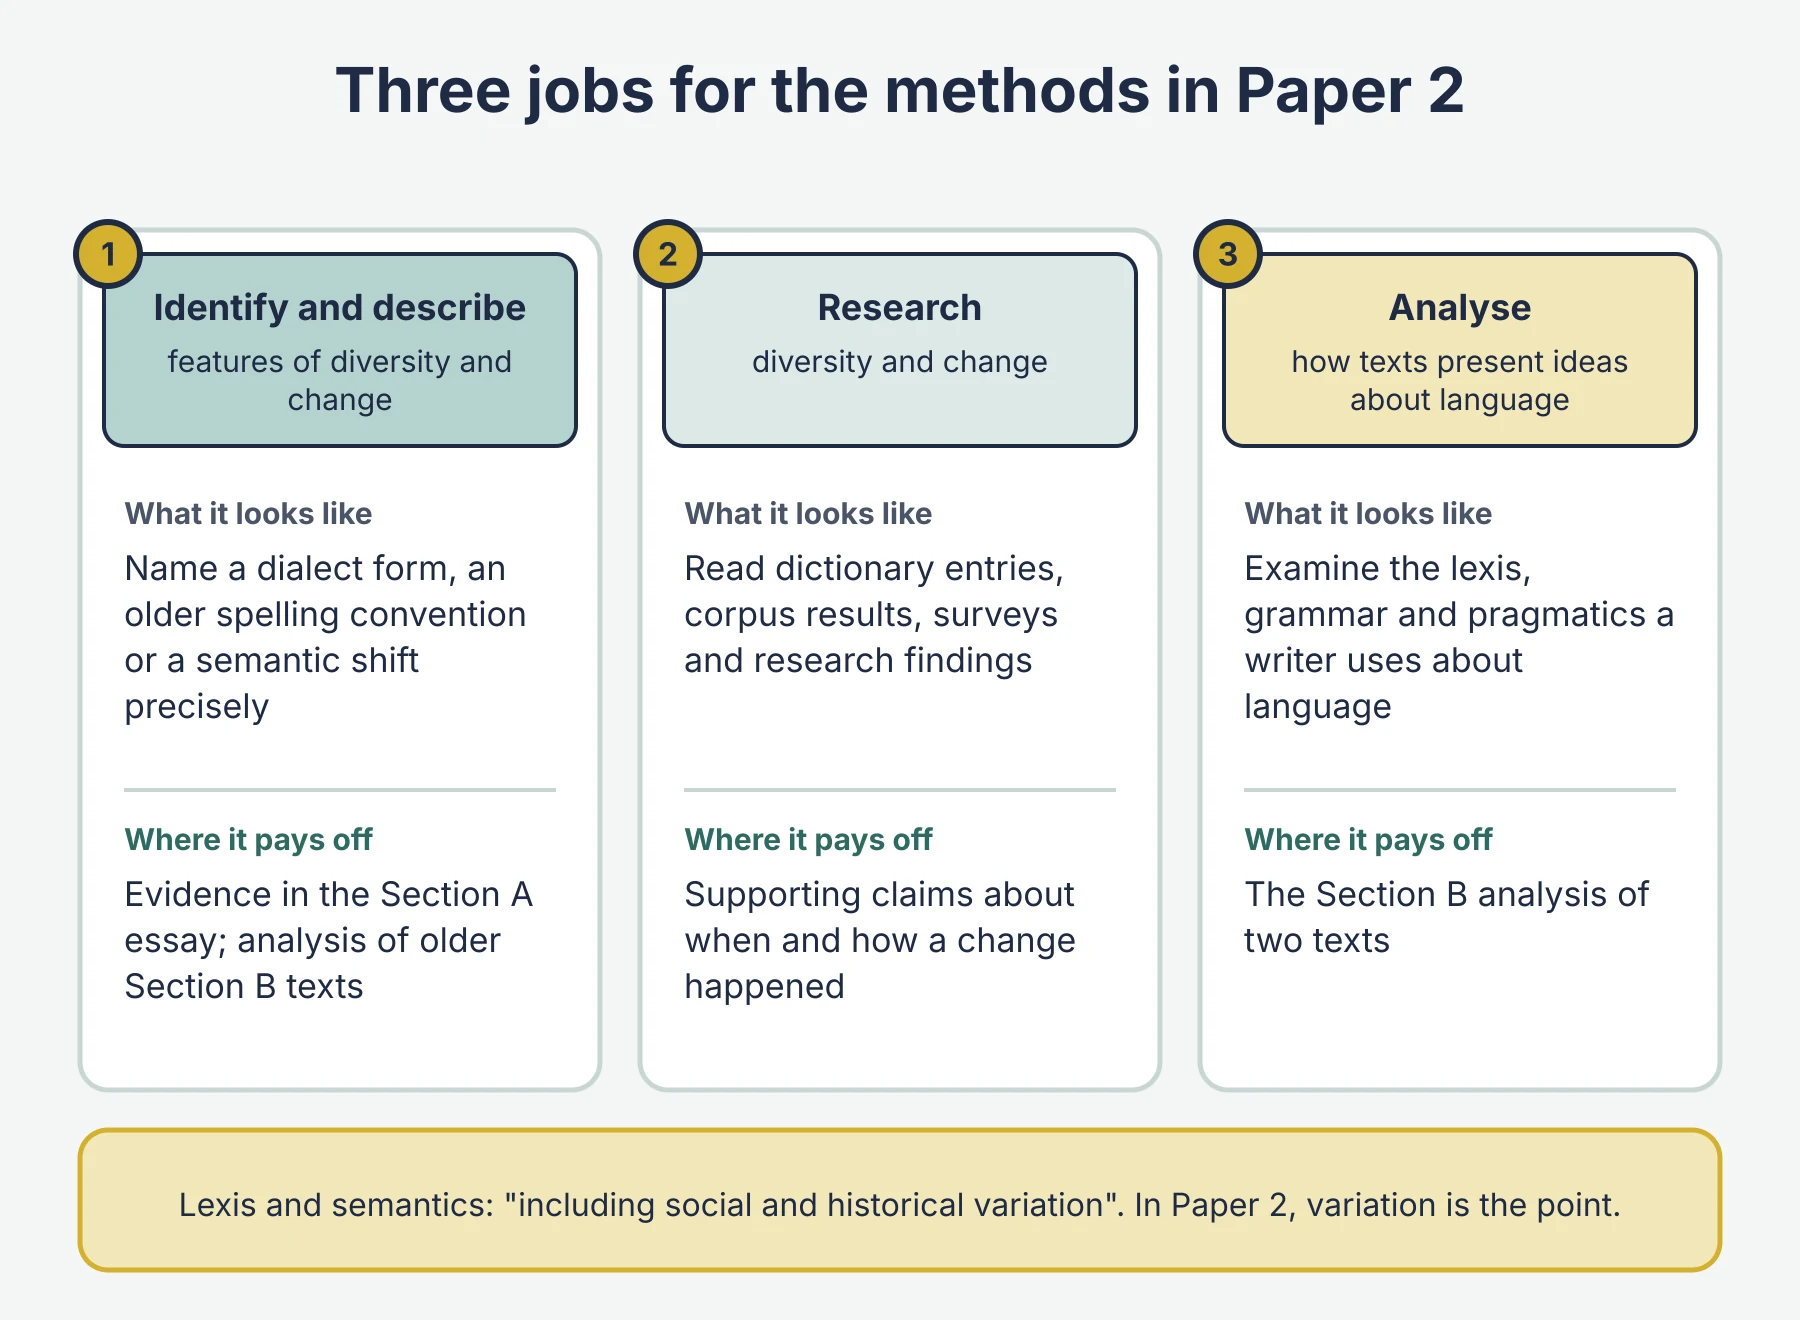 Three jobs for the methods in Paper 2
1
Identify and describe
features of diversity and
change
What it looks like
Name a dialect form, an
older spelling convention
or a semantic shift
precisely
Where it pays off
Evidence in the Section A
essay; analysis of older
Section B texts
2
Research
diversity and change
What it looks like
Read dictionary entries,
corpus results, surveys
and research findings
Where it pays off
Supporting claims about
when and how a change
happened
3
Analyse
how texts present ideas
about language
What it looks like
Examine the lexis,
grammar and pragmatics a
writer uses about
language
Where it pays off
The Section B analysis of
two texts
Lexis and semantics: "including social and historical variation". In Paper 2, variation is the point.